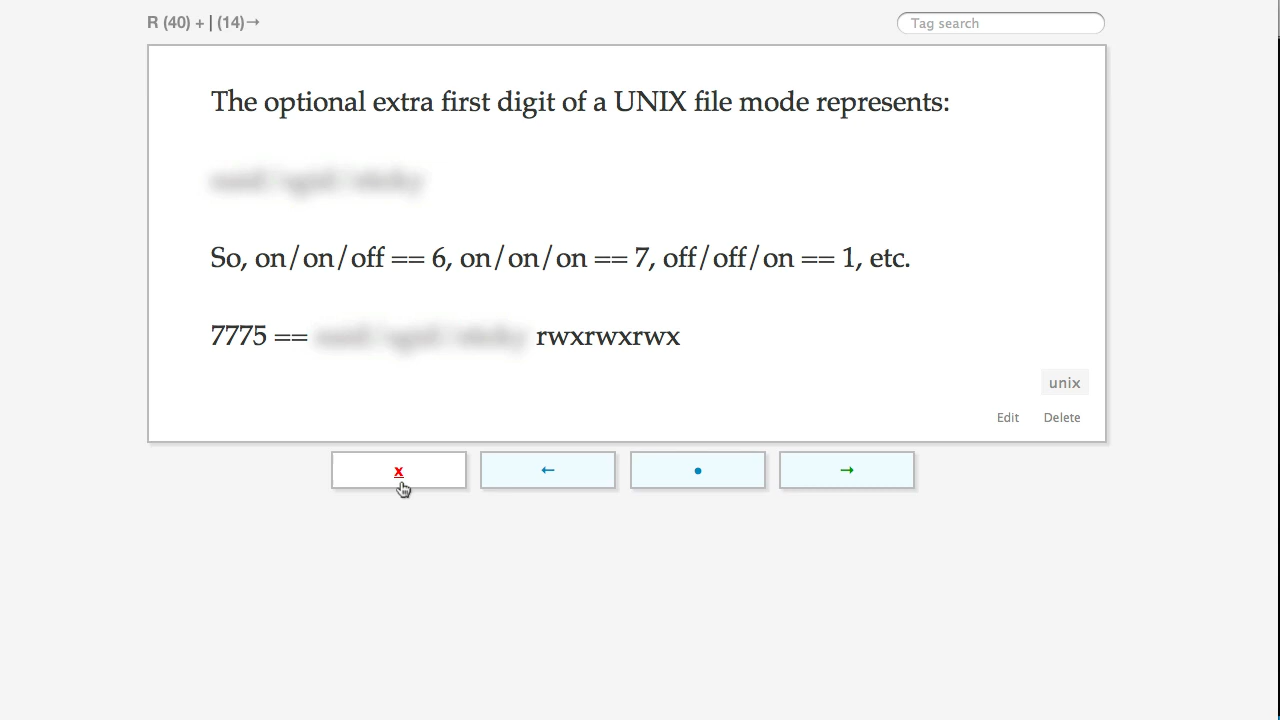 R (40) + | (14)→
Tag search
The optional extra first digit of a UNIX file mode represents:
So, on/on/off == 6, on/on/on == 7, off/off/on == 1, etc.
7775 == rwxrwxrwx
unix
Edit Delete
x ← • →